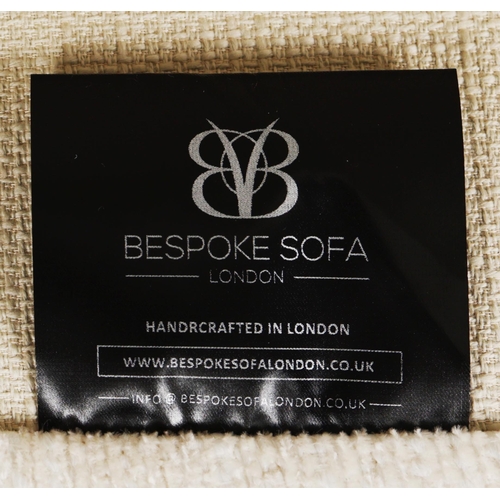 BESPOKE SOFA
LONDON
HANDRCRAFTED IN LONDON
WWW.BESPOKESOFALONDON.CO.UK
INFO@BESPOKESOFALONDON.CO.UK